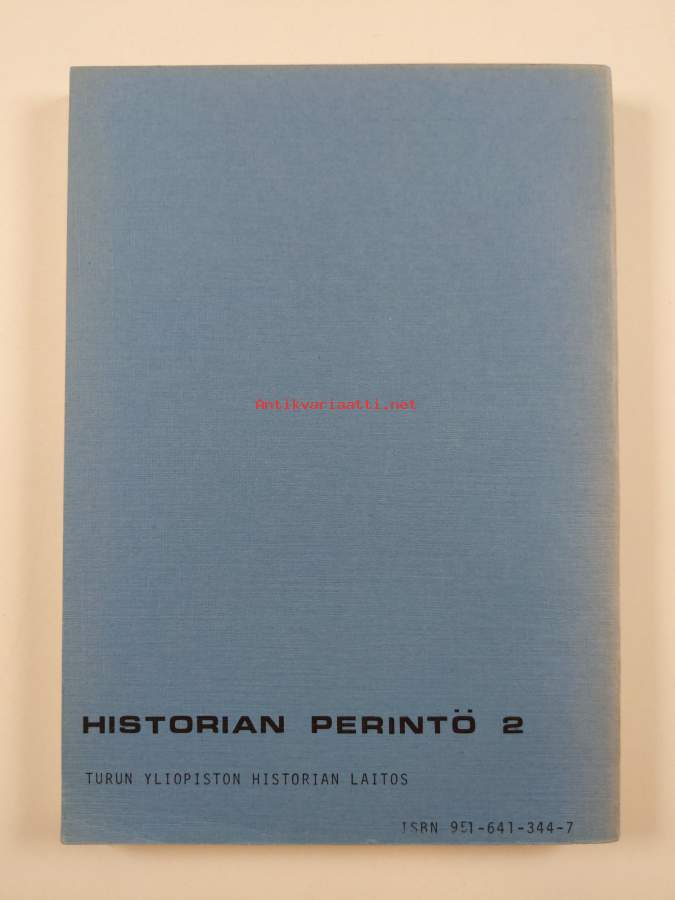 Antikvariaatti.net
HISTORIAN PERINTÖ 2
TURUN YLIOPISTON HISTORIAN LAITOS
ISBN 951-641-344-7